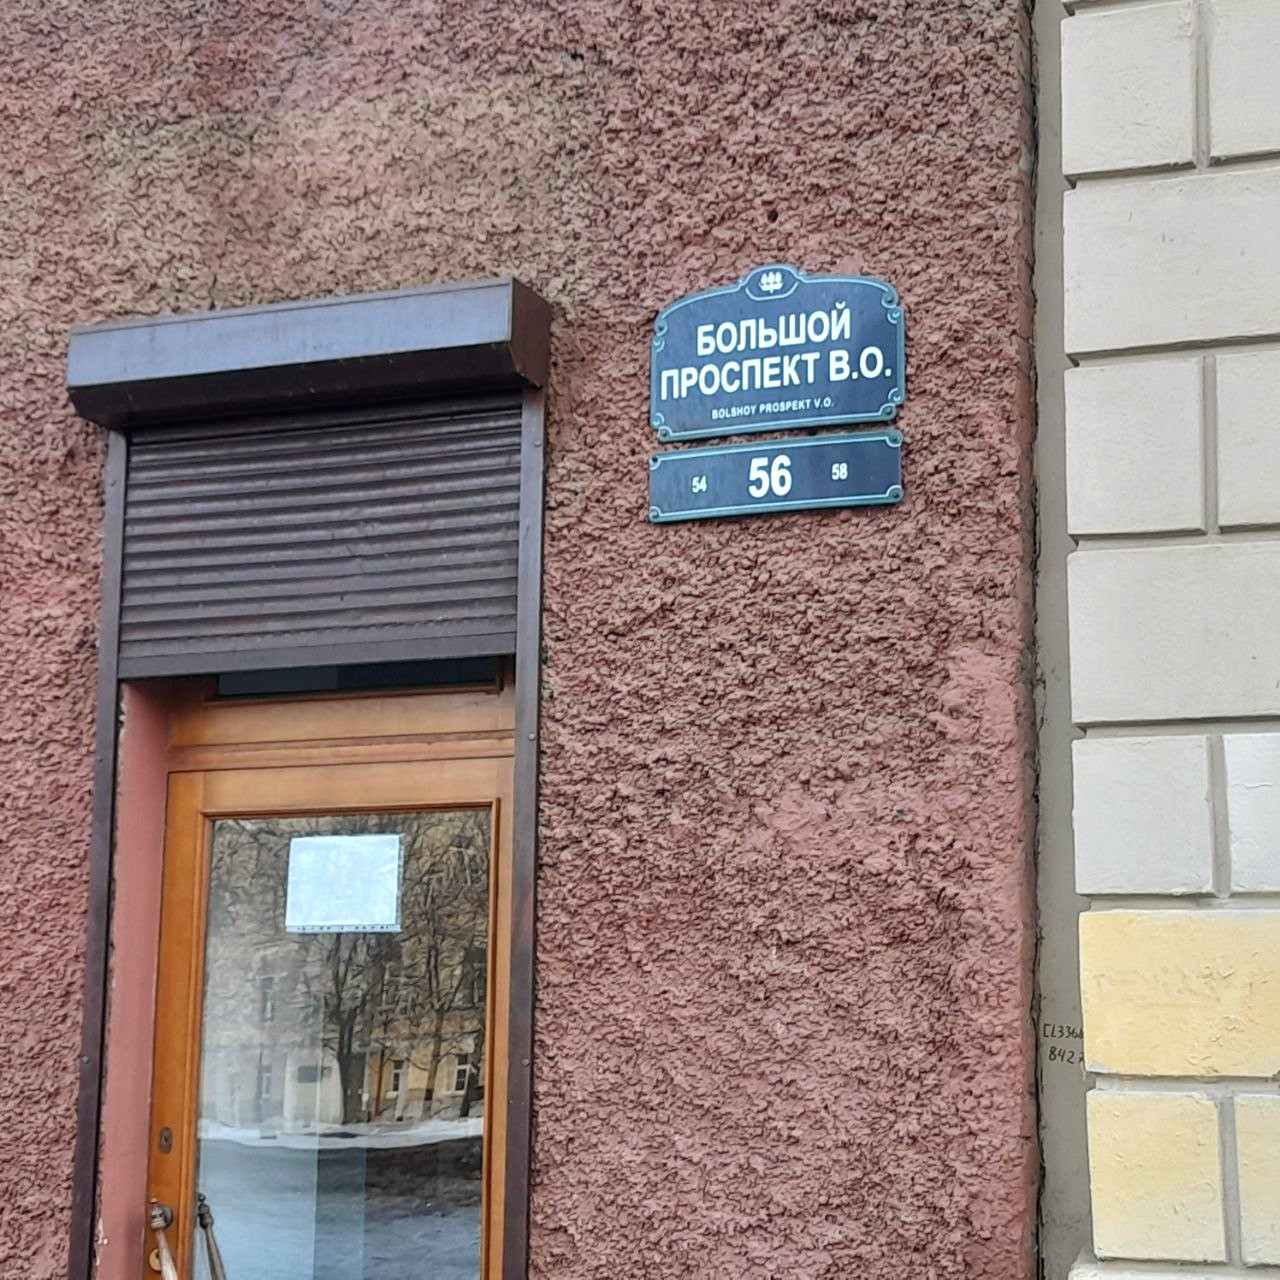 БОЛЬШОЙ
ПРОСПЕКТ В.О.
BOLSHOY PROSPEKT V.O.
54 56 58